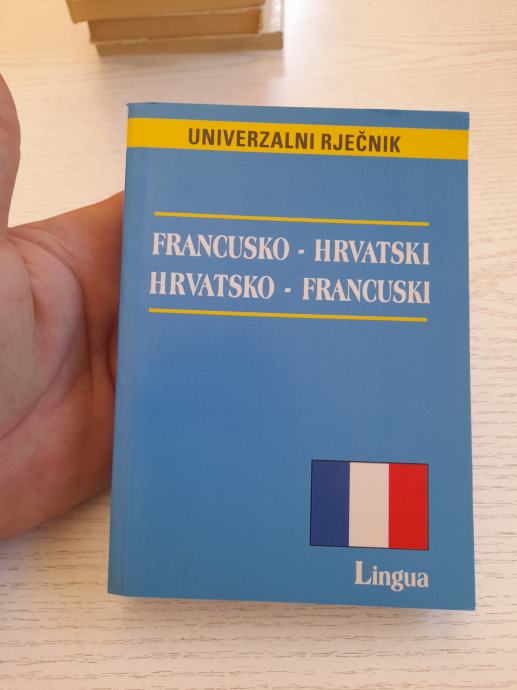 UNIVERZALNI RJEČNIK
FRANCUSKO - HRVATSKI
HRVATSKO - FRANCUSKI
Lingua